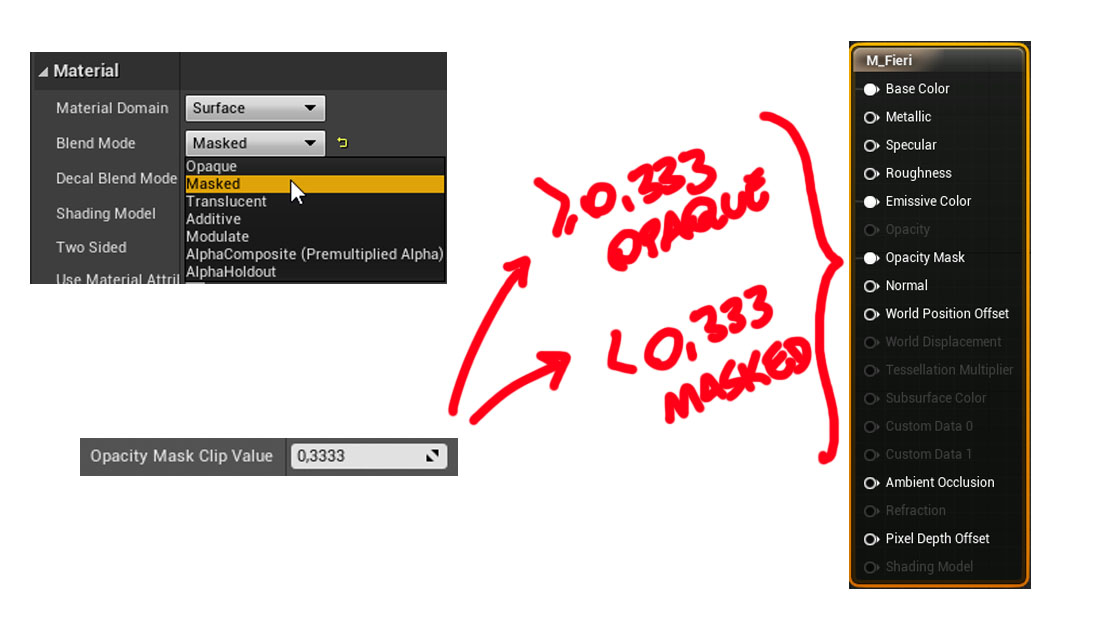 Material
Material Domain Surface
Blend Mode Masked
Opaque
Masked
Decal Blend Mode
Translucent
Shading Model
Additive
Modulate
Two Sided
AlphaComposite (Premultiplied Alpha)
AlphaHoldout
Use Material Attri
Opacity Mask Clip Value 0,3333
>,0,333
OPAQUE
<0,333
MASKED
M_Fieri
Base Color
Metallic
Specular
Roughness
Emissive Color
Opacity
Opacity Mask
Normal
World Position Offset
World Displacement
Tessellation Multiplier
Subsurface Color
Custom Data 0
Custom Data 1
Ambient Occlusion
Refraction
Pixel Depth Offset
Shading Model